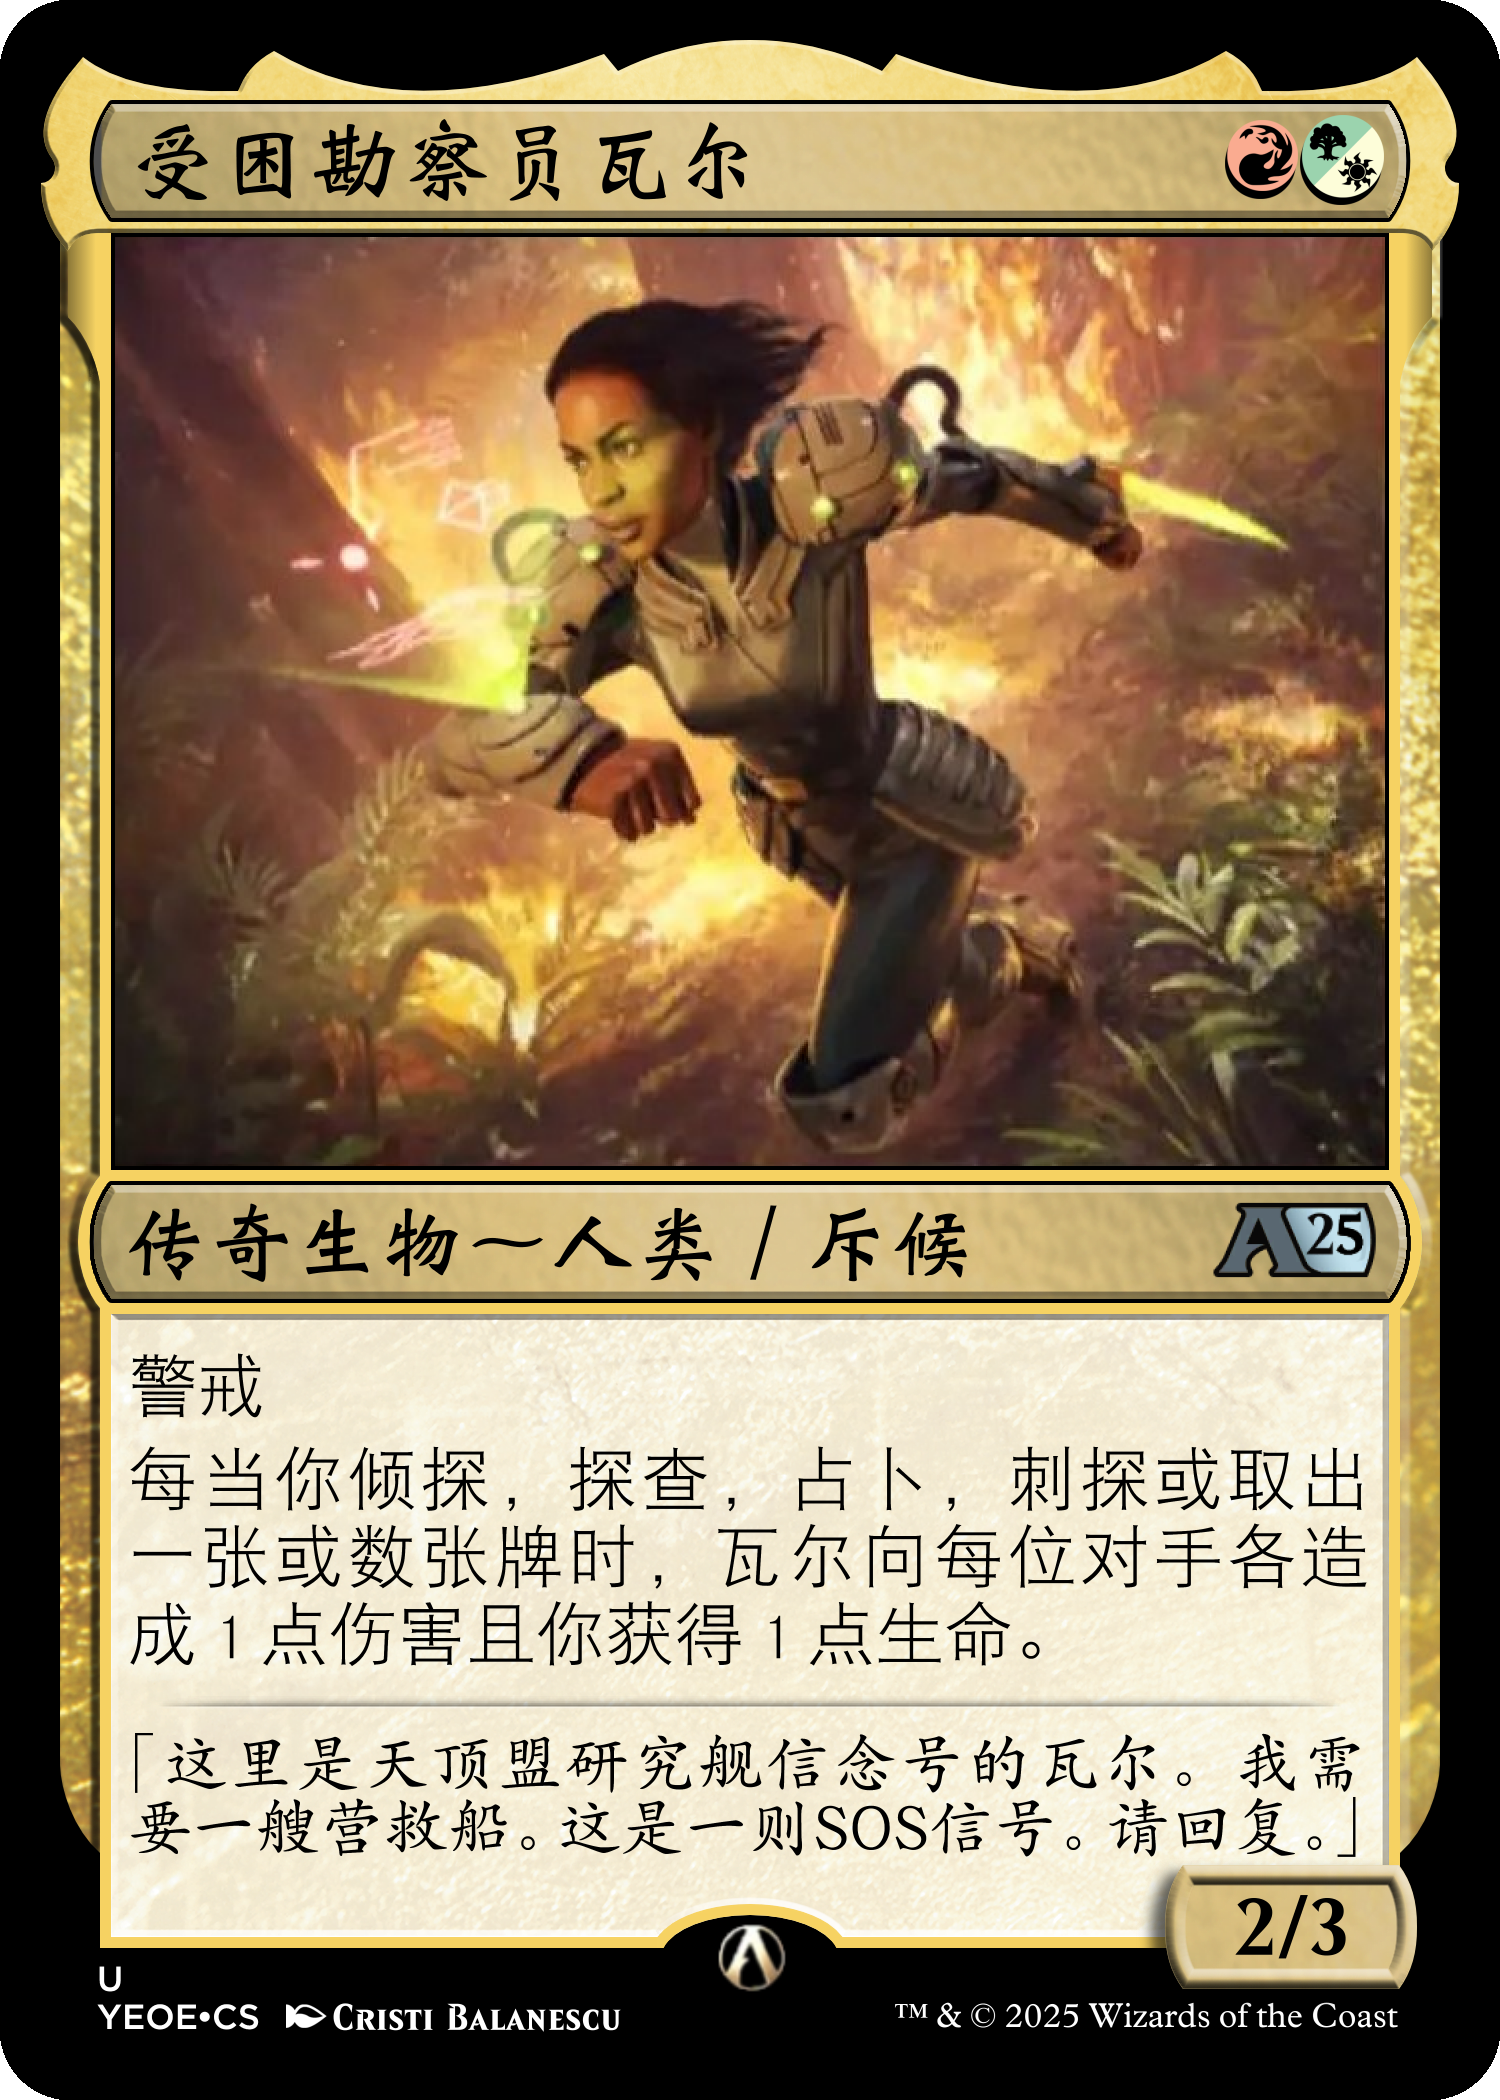 受困勘察员瓦尔
传奇生物～人类／斥候
A25
警戒
每当你倾探，探查，占卜，刺探或取出
一张或数张牌时，瓦尔向每位对手各造
成1点伤害且你获得1点生命。
「这里是天顶盟研究舰信念号的瓦尔。我需
要一艘营救船。这是一则SOS信号。请回复。」
2/3
U
YEOE•CS CRISTI BALANESCU
™ & © 2025 Wizards of the Coast